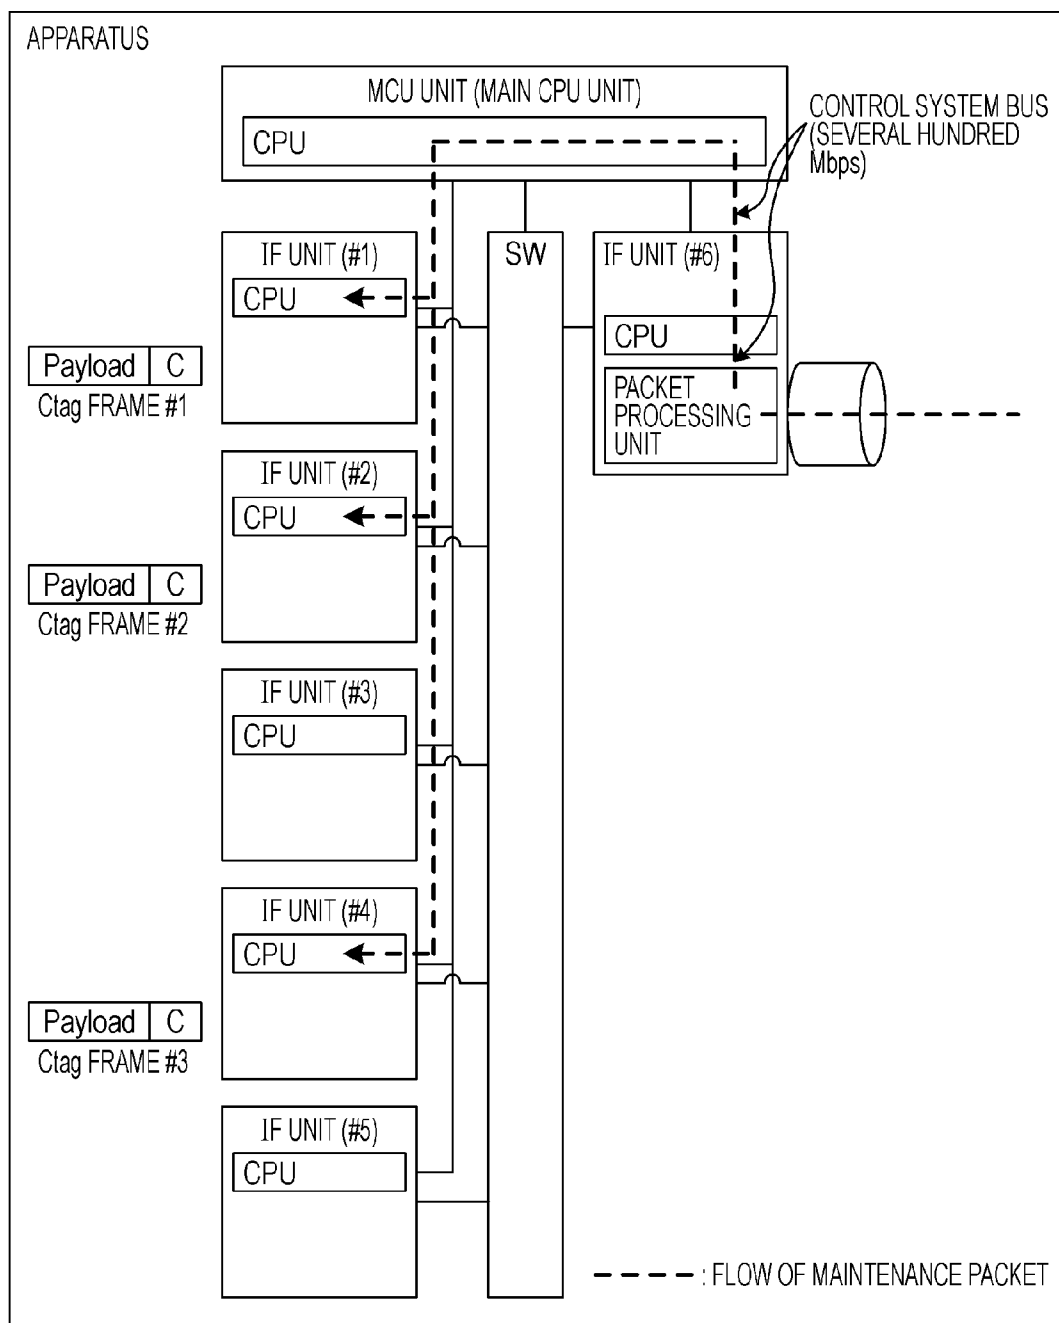 APPARATUS
MCU UNIT (MAIN CPU UNIT)
CPU
CONTROL SYSTEM BUS
(SEVERAL HUNDRED
Mbps)
IF UNIT (#1)
CPU
SW
IF UNIT (#6)
CPU
PACKET
PROCESSING
UNIT
Payload C
Ctag FRAME #1
IF UNIT (#2)
CPU
Payload C
Ctag FRAME #2
IF UNIT (#3)
CPU
IF UNIT (#4)
CPU
Payload C
Ctag FRAME #3
IF UNIT (#5)
CPU
: FLOW OF MAINTENANCE PACKET